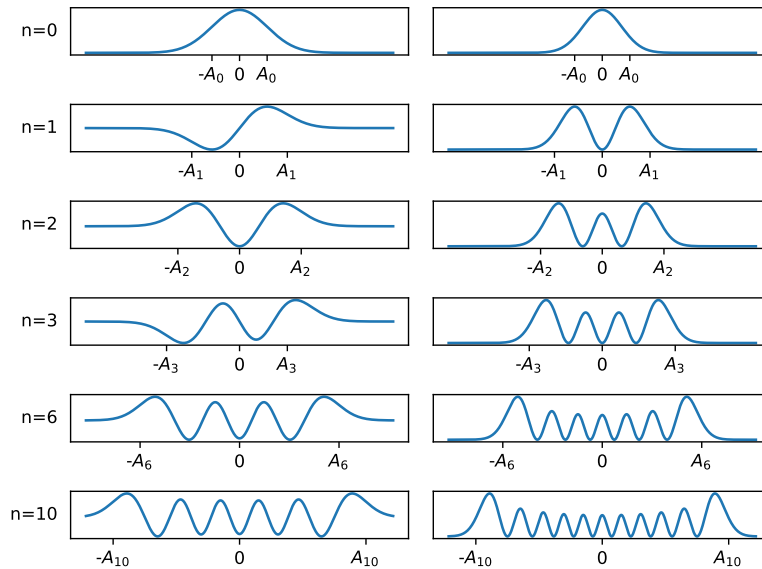 n=0
-A₀ 0 A₀ -A₀ 0 A₀
n=1
-A₁ 0 A₁ -A₁ 0 A₁
n=2
-A₂ 0 A₂ -A₂ 0 A₂
n=3
-A₃ 0 A₃ -A₃ 0 A₃
n=6
-A₆ 0 A₆ -A₆ 0 A₆
n=10
-A₁₀ 0 A₁₀ -A₁₀ 0 A₁₀